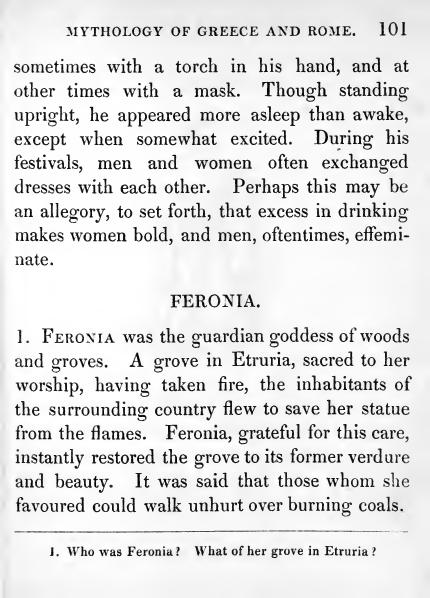 MYTHOLOGY OF GREECE AND ROME. 101
sometimes with a torch in his hand, and at
other times with a mask. Though standing
upright, he appeared more asleep than awake,
except when somewhat excited. During his
festivals, men and women often exchanged
dresses with each other. Perhaps this may be
an allegory, to set forth, that excess in drinking
makes women bold, and men, oftentimes, effemi-
nate.
FERONIA.
1. FERONIA was the guardian goddess of woods
and groves. A grove in Etruria, sacred to her
worship, having taken fire, the inhabitants of
the surrounding country flew to save her statue
from the flames. Feronia, grateful for this care,
instantly restored the grove to its former verdure
and beauty. It was said that those whom she
favoured could walk unhurt over burning coals.
1. Who was Feronia? What of her grove in Etruria?